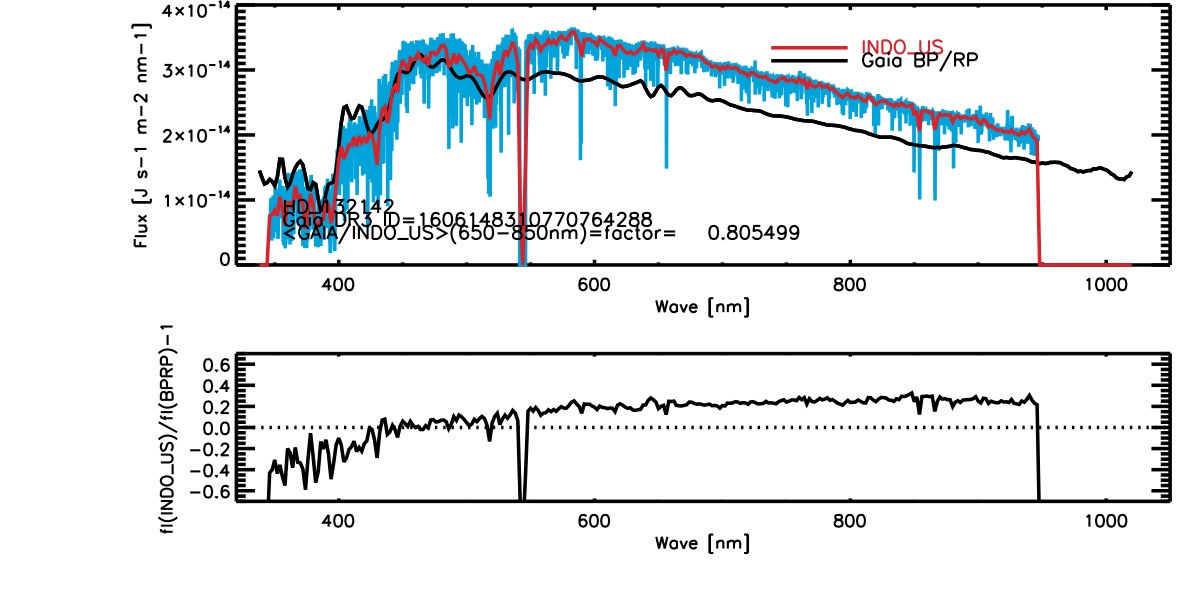 4×10⁻¹⁴
3×10⁻¹⁴
2×10⁻¹⁴
1×10⁻¹⁴
0
Flux [J s−1 m−2 nm−1]
INDO_US
Gaia BP/RP
HD_132142
Gaia DR3 ID=1606148310770764288
<GAIA/INDO_US>(650−850nm)=factor= 0.805499
400 600 800 1000
Wave [nm]
0.6
0.4
0.2
0.0
−0.2
−0.4
−0.6
fl(INDO_US)/fl(BPRP)−1
400 600 800 1000
Wave [nm]